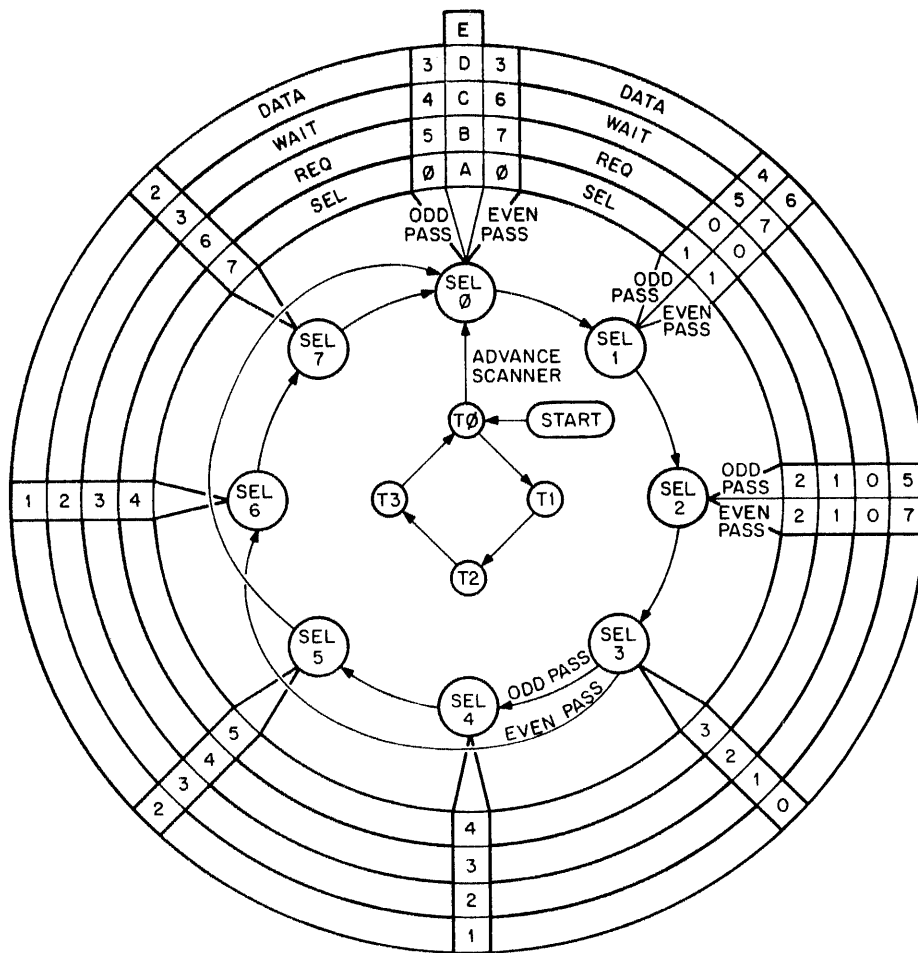 E
3 D 3
4 C 6
5 B 7
Ø A Ø
DATA
WAIT
REQ
SEL
DATA
WAIT
REQ
SEL
ODD
PASS
EVEN
PASS
2
3
6
7
4
5
0
1
6
7
0
1
ODD
PASS
EVEN
PASS
SEL
Ø
SEL
1
SEL
7
ADVANCE
SCANNER
TØ
START
T3
T1
T2
1 2 3 4
SEL
6
SEL
2
ODD
PASS
2 1 0 5
EVEN
PASS
2 1 0 7
SEL
5
SEL
3
SEL
4
ODD PASS
EVEN PASS
5
4
3
2
3
2
1
0
4
3
2
1